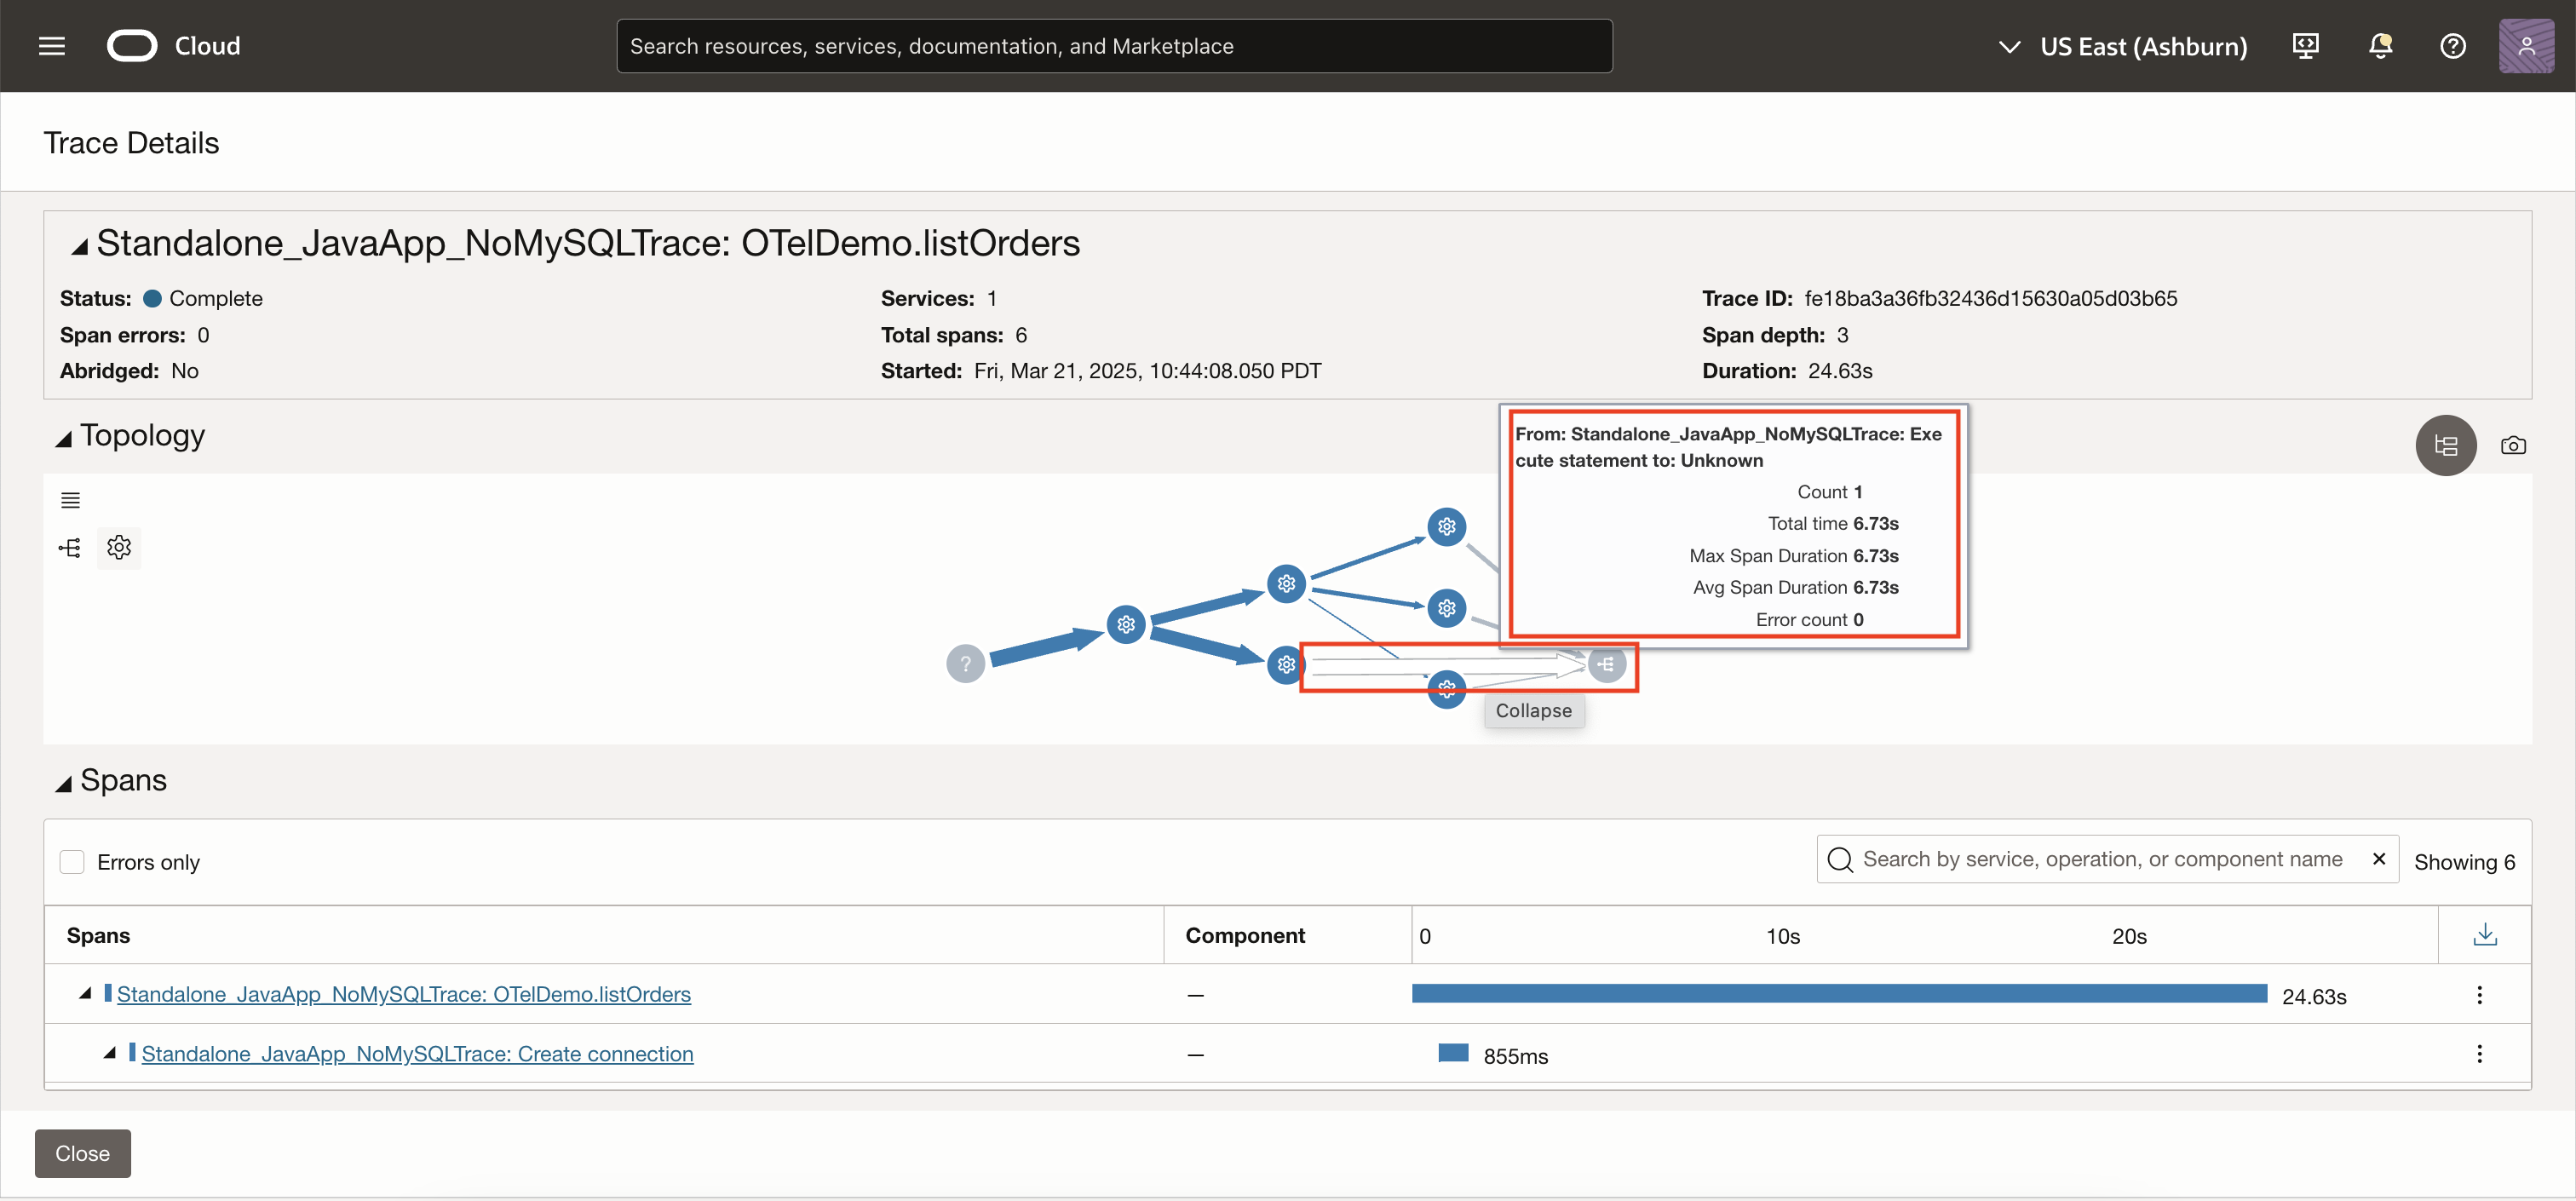 Cloud
Search resources, services, documentation, and Marketplace
US East (Ashburn)
Trace Details
Standalone_JavaApp_NoMySQLTrace: OTelDemo.listOrders
Status: Complete
Services: 1
Trace ID: fe18ba3a36fb32436d15630a05d03b65
Span errors: 0
Total spans: 6
Span depth: 3
Abridged: No
Started: Fri, Mar 21, 2025, 10:44:08.050 PDT
Duration: 24.63s
Topology
From: Standalone_JavaApp_NoMySQLTrace: Exe
cute statement to: Unknown
Count 1
Total time 6.73s
Max Span Duration 6.73s
Avg Span Duration 6.73s
Error count 0
?
Collapse
Spans
Errors only
Search by service, operation, or component name
Showing 6
Spans
Component
0
10s
20s
Standalone_JavaApp_NoMySQLTrace: OTelDemo.listOrders
—
24.63s
Standalone_JavaApp_NoMySQLTrace: Create connection
—
855ms
Close